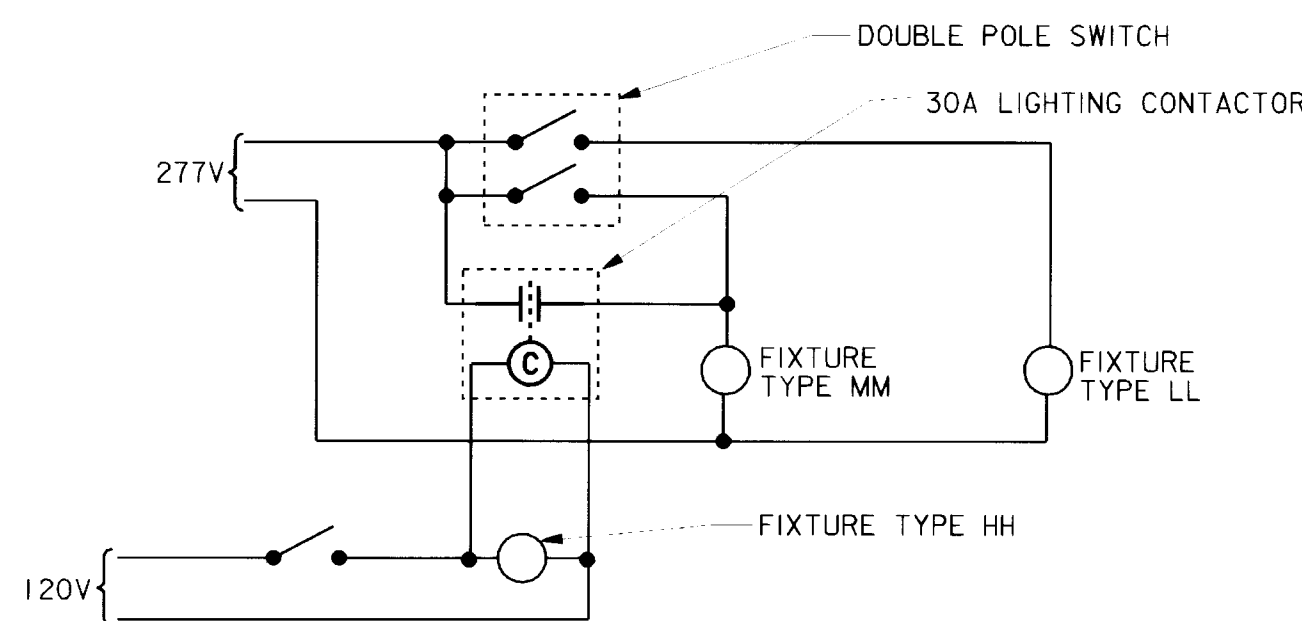 DOUBLE POLE SWITCH
30A LIGHTING CONTACTOR
277V
C
FIXTURE
TYPE MM
FIXTURE
TYPE LL
FIXTURE TYPE HH
120V